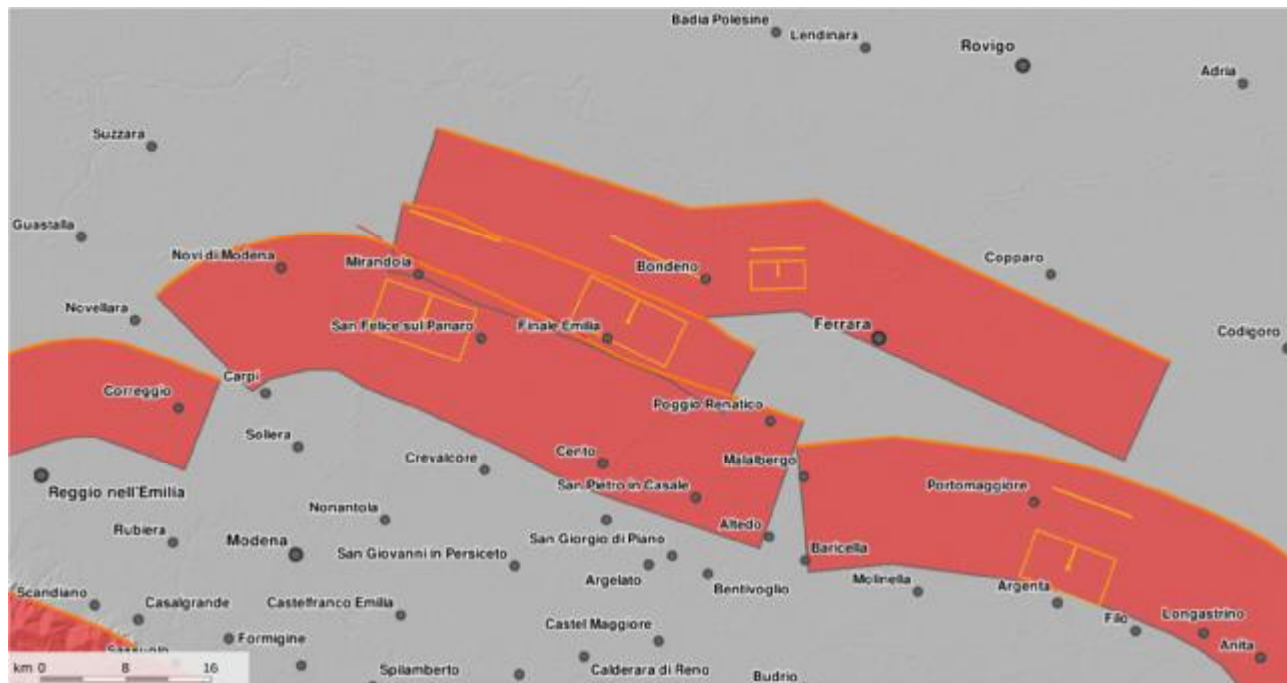 Badia Polesine
Lendinara
Rovigo
Adria
Suzzara
Guastalla
Novi di Modena
Mirandola
Bondeno
Copparo
Novellara
San Felice sul Panaro
Finale Emilia
Ferrara
Codigoro
Carpi
Correggio
Poggio Renatico
Sollera
Crevalcore
Cento
Malalbergo
Reggio nell'Emilia
San Pietro in Casale
Portomaggiore
Nonantola
Rubiera
Modena
San Giovanni in Persiceto
San Giorgio di Piano
Altedo
Baricella
Argelato
Bentivoglio
Molinella
Argenta
Scandiano
Casalgrande
Castelfranco Emilia
Filo
Longastrino
Sassuolo
Formigine
Castel Maggiore
Anita
km 0 8 16
Spilamberto
Calderara di Reno
Budrio